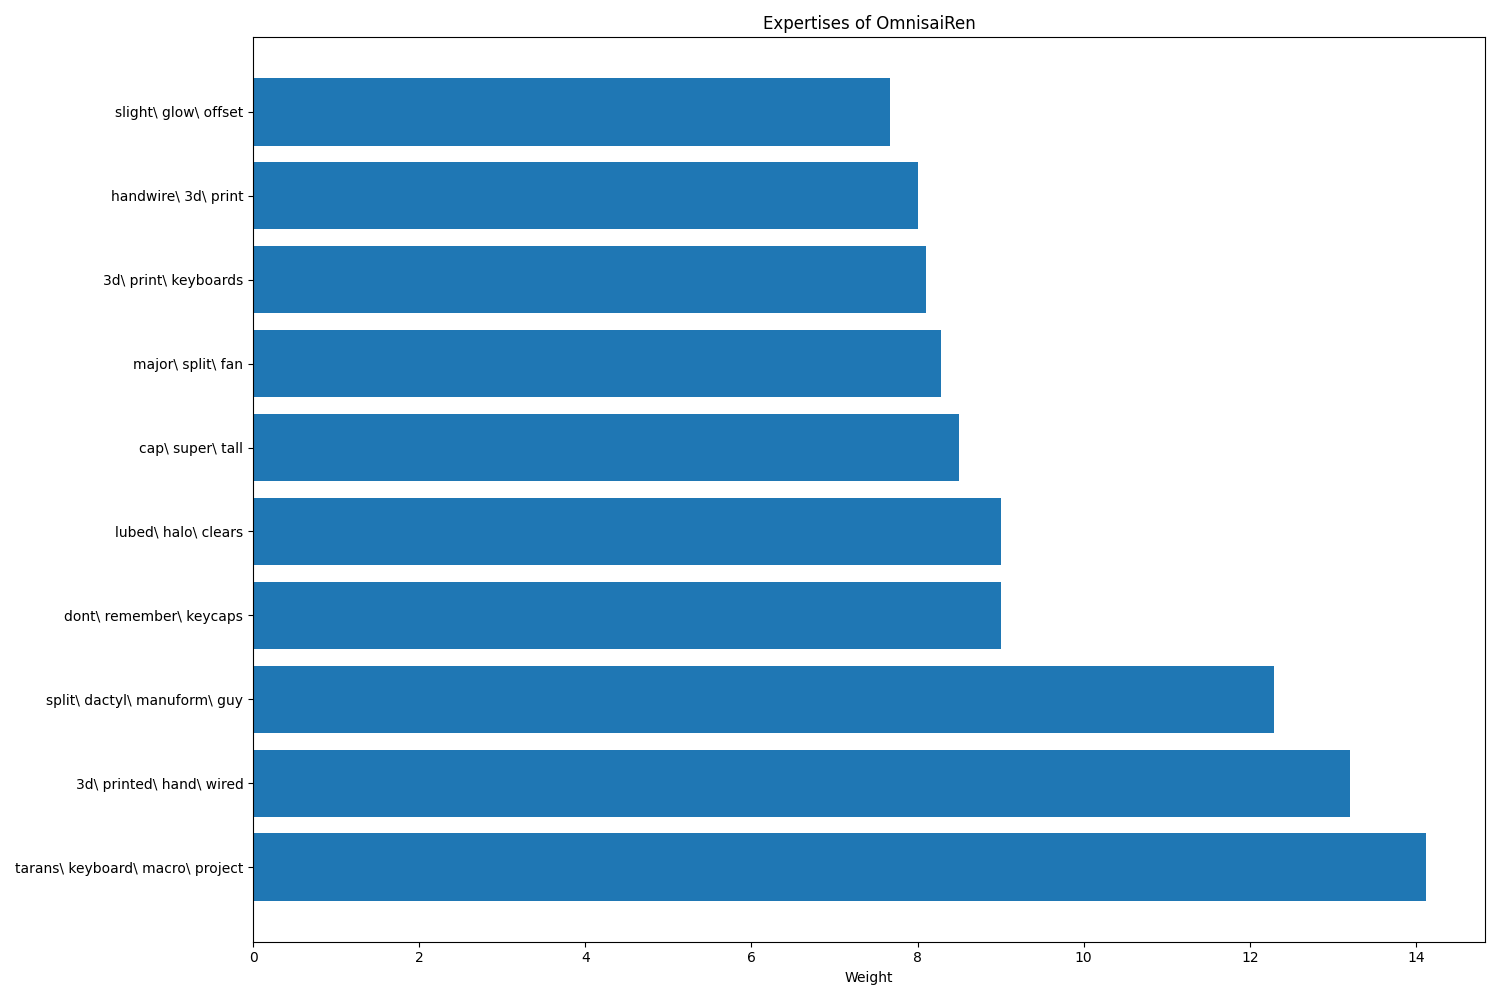 Expertises of OmnisaiRen
slight\ glow\ offset
handwire\ 3d\ print
3d\ print\ keyboards
major\ split\ fan
cap\ super\ tall
lubed\ halo\ clears
dont\ remember\ keycaps
split\ dactyl\ manuform\ guy
3d\ printed\ hand\ wired
tarans\ keyboard\ macro\ project
0 2 4 6 8 10 12 14
Weight